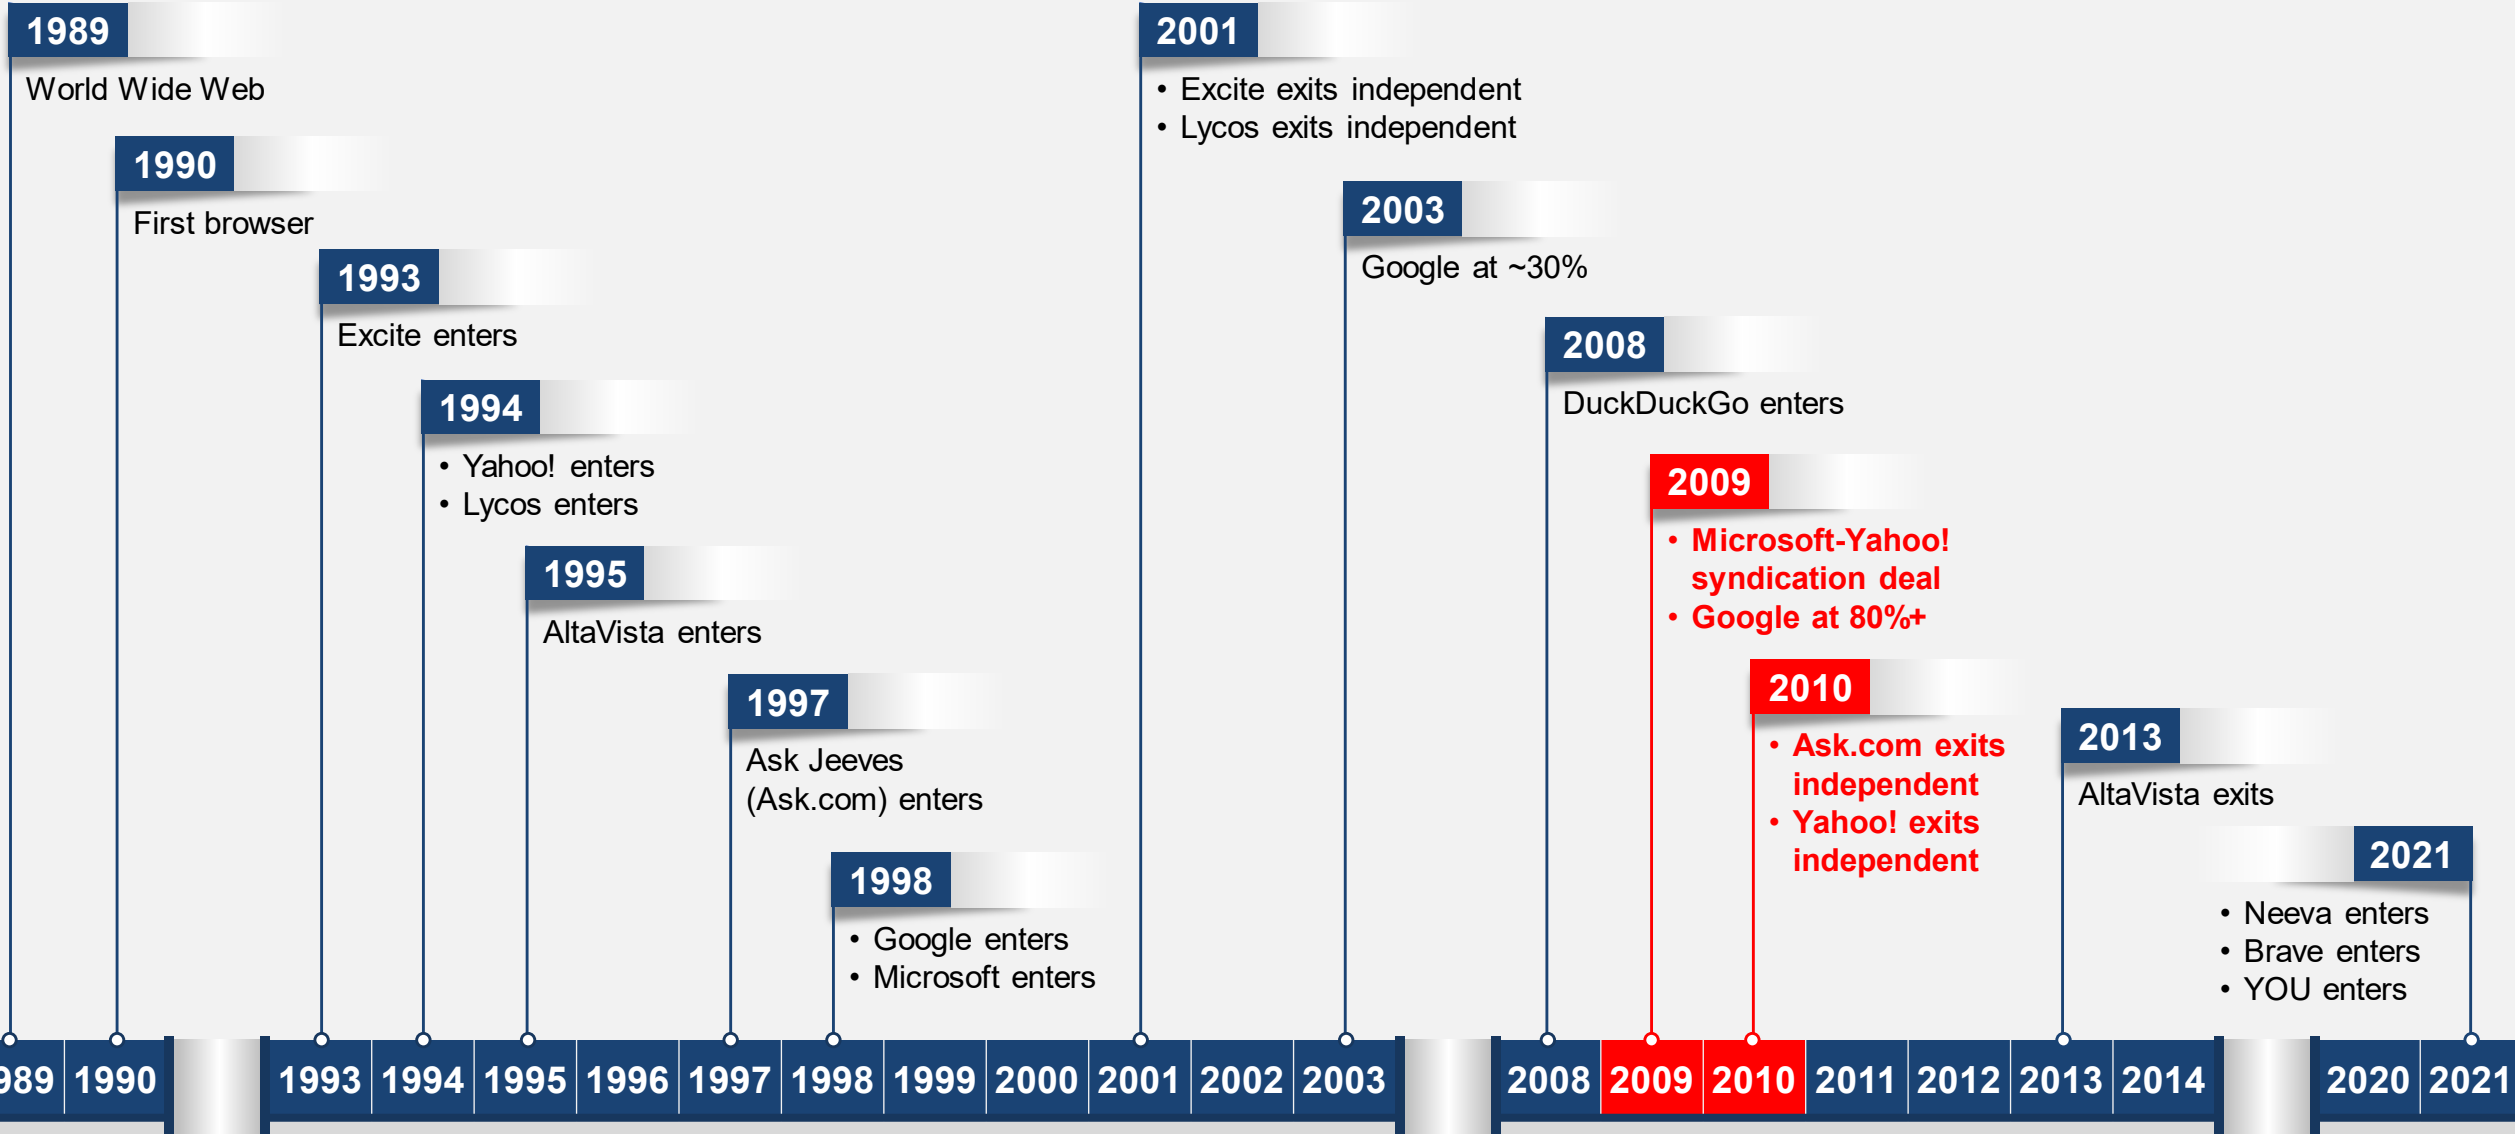 1989
World Wide Web
1990
First browser
1993
Excite enters
1994
• Yahoo! enters
• Lycos enters
1995
AltaVista enters
1997
Ask Jeeves
(Ask.com) enters
1998
• Google enters
• Microsoft enters
2001
• Excite exits independent
• Lycos exits independent
2003
Google at ~30%
2008
DuckDuckGo enters
2009
• Microsoft-Yahoo!
syndication deal
• Google at 80%+
2010
• Ask.com exits
independent
• Yahoo! exits
independent
2013
AltaVista exits
2021
• Neeva enters
• Brave enters
• YOU enters
989 1990 1993 1994 1995 1996 1997 1998 1999 2000 2001 2002 2003 2008 2009 2010 2011 2012 2013 2014 2020 2021